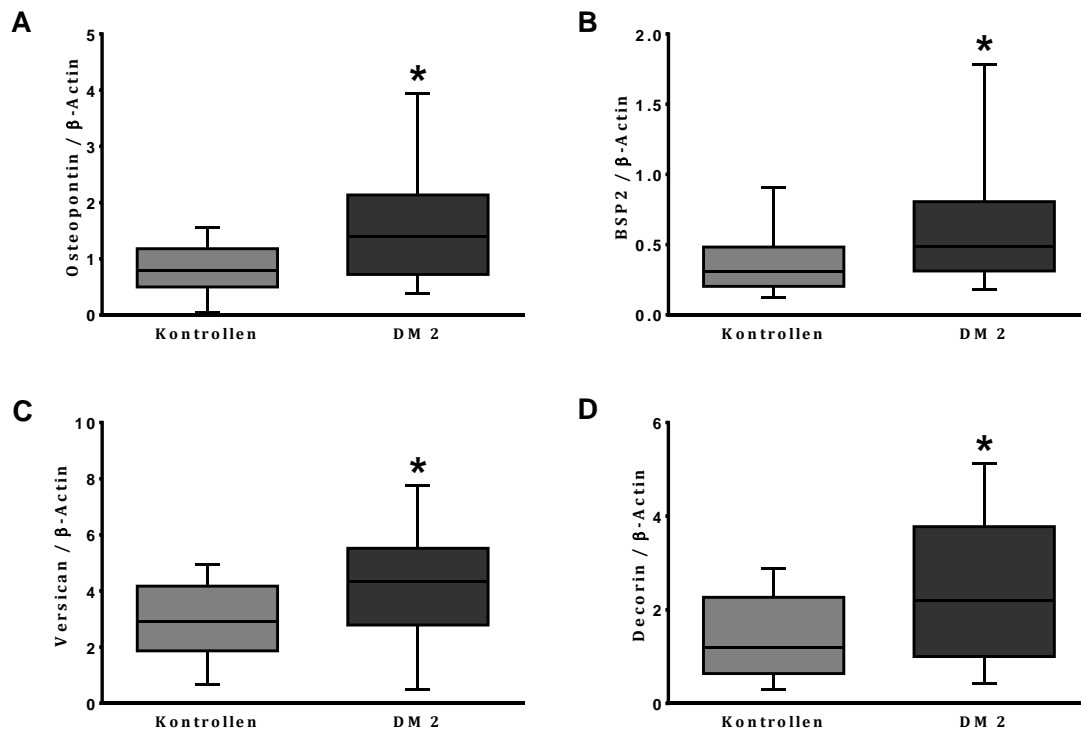 A
Osteopontin / β-Actin
5
4
3
2
1
0
*
Kontrollen DM 2
B
BSP2 / β-Actin
2.0
1.5
1.0
0.5
0.0
*
Kontrollen DM 2
C
Versican / β-Actin
10
8
6
4
2
0
*
Kontrollen DM 2
D
Decorin / β-Actin
6
4
2
0
*
Kontrollen DM 2